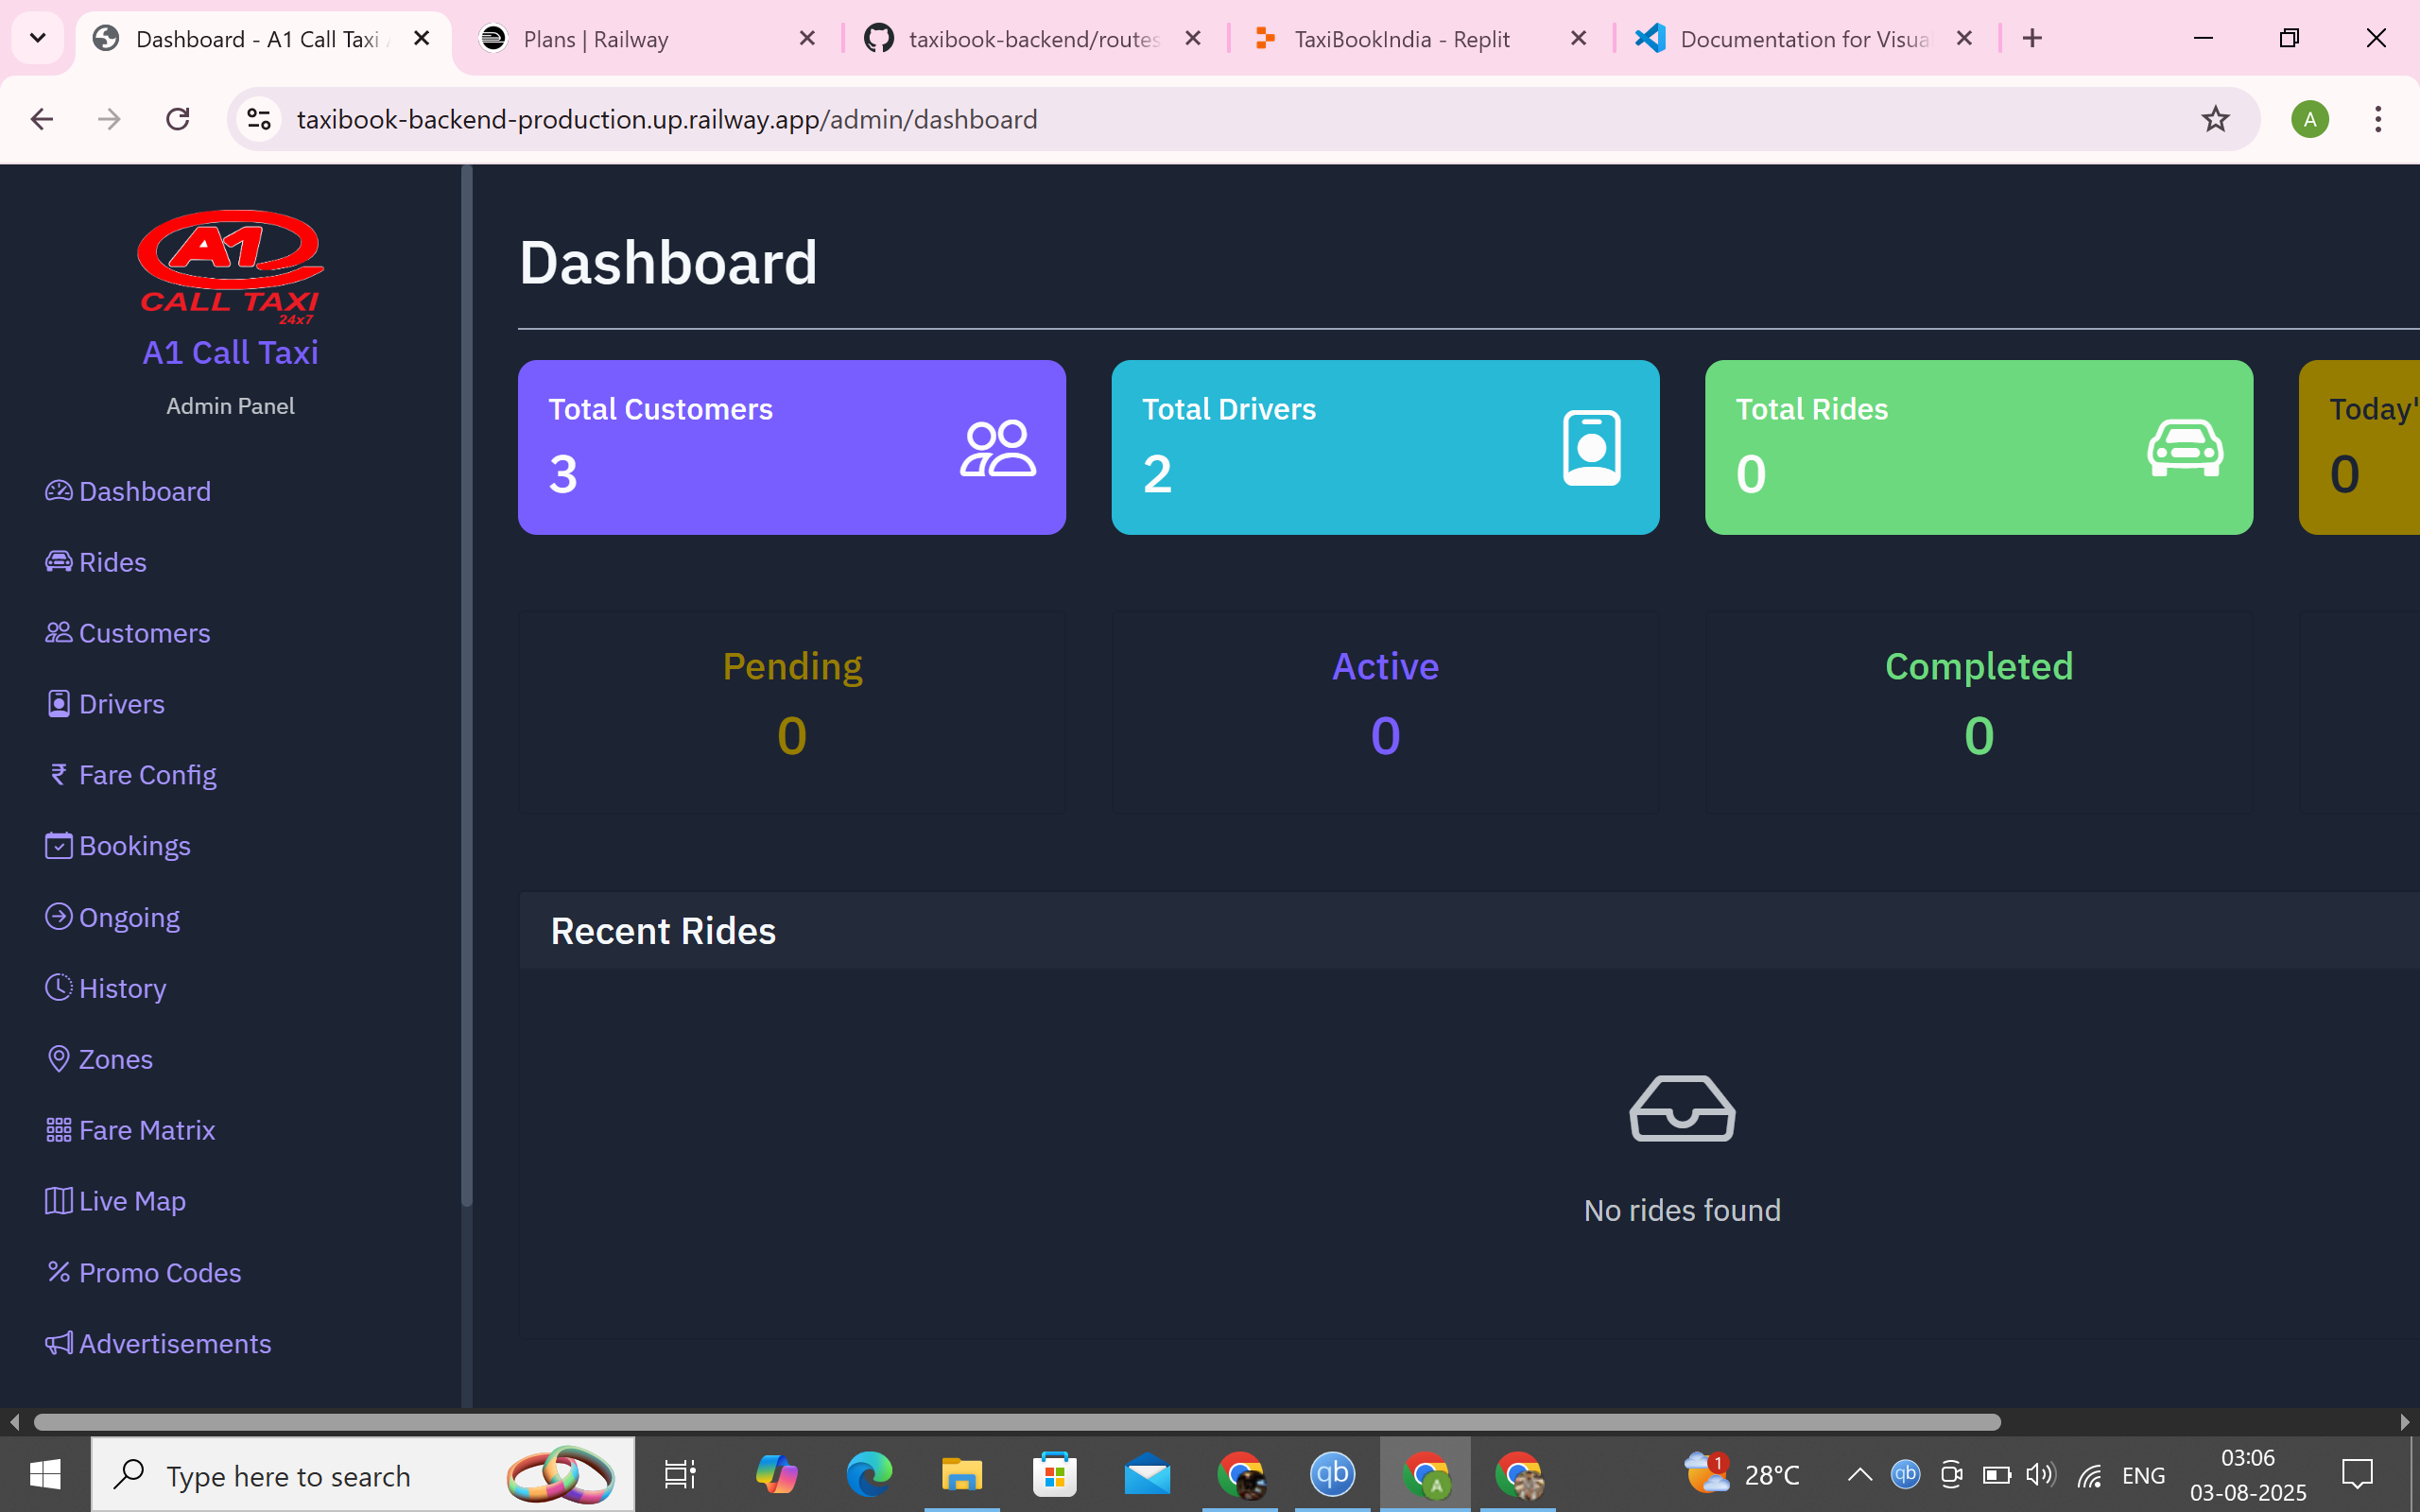 Dashboard - A1 Call Taxi
Plans | Railway
taxibook-backend/routes
TaxiBookIndia - Replit
Documentation for Visua
taxibook-backend-production.up.railway.app/admin/dashboard
A
A1
CALL TAXI
24x7
A1 Call Taxi
Admin Panel
Dashboard
Rides
Customers
Drivers
₹ Fare Config
Bookings
Ongoing
History
Zones
Fare Matrix
Live Map
% Promo Codes
Advertisements
Dashboard
Total Customers
3
Total Drivers
2
Total Rides
0
Today'
0
Pending
0
Active
0
Completed
0
Recent Rides
No rides found
Type here to search
qb
A
1
28°C
qb
ENG
03:06
03-08-2025